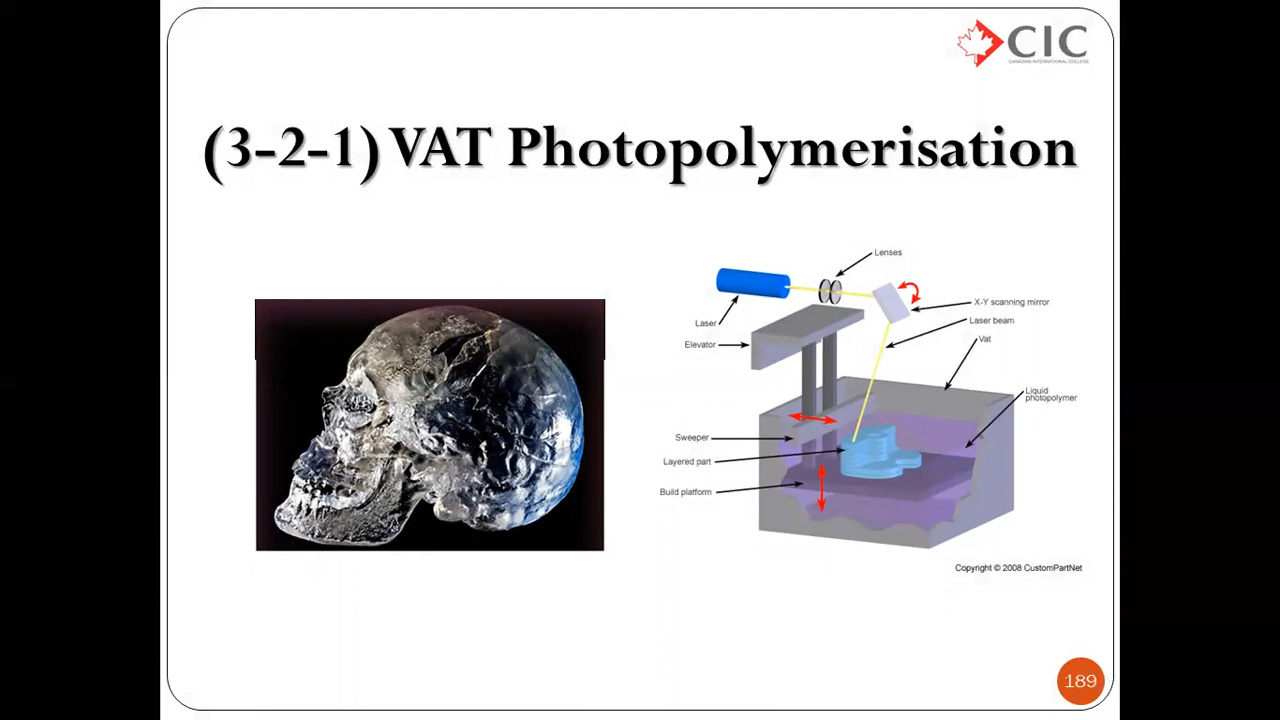 CIC
CANADIAN INTERNATIONAL COLLEGE
(3-2-1) VAT Photopolymerisation
Lenses
X-Y scanning mirror
Laser
Laser beam
Elevator
Vat
Liquid
photopolymer
Sweeper
Layered part
Build platform
Copyright © 2008 CustomPartNet
189